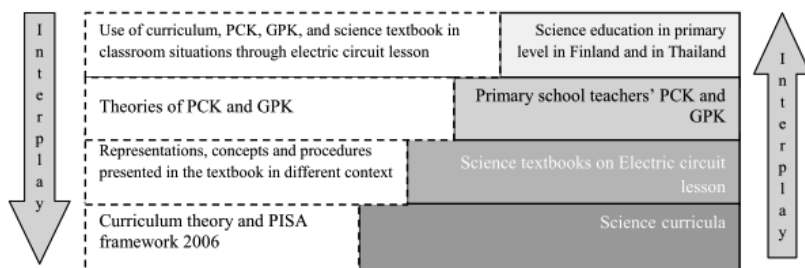 Interplay
Use of curriculum, PCK, GPK, and science textbook in
classroom situations through electric circuit lesson
Science education in primary
level in Finland and in Thailand
Theories of PCK and GPK
Primary school teachers' PCK and
GPK
Representations, concepts and procedures
presented in the textbook in different context
Science textbooks on Electric circuit
lesson
Curriculum theory and PISA
framework 2006
Science curricula
Interplay